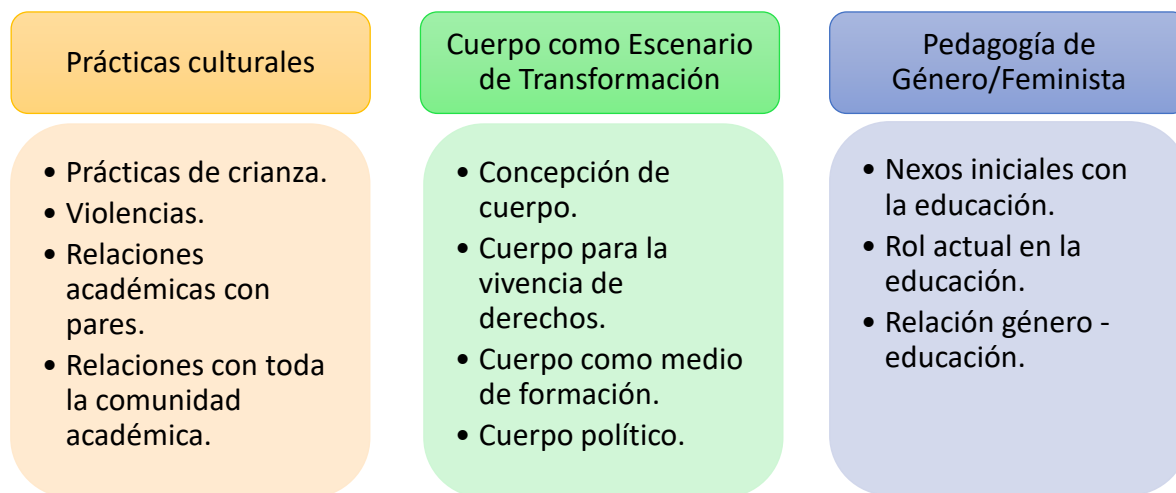 Prácticas culturales
• Prácticas de crianza.
• Violencias.
• Relaciones
académicas con
pares.
• Relaciones con toda
la comunidad
académica.
Cuerpo como Escenario
de Transformación
• Concepción de
cuerpo.
• Cuerpo para la
vivencia de
derechos.
• Cuerpo como medio
de formación.
• Cuerpo político.
Pedagogía de
Género/Feminista
• Nexos iniciales con
la educación.
• Rol actual en la
educación.
• Relación género -
educación.